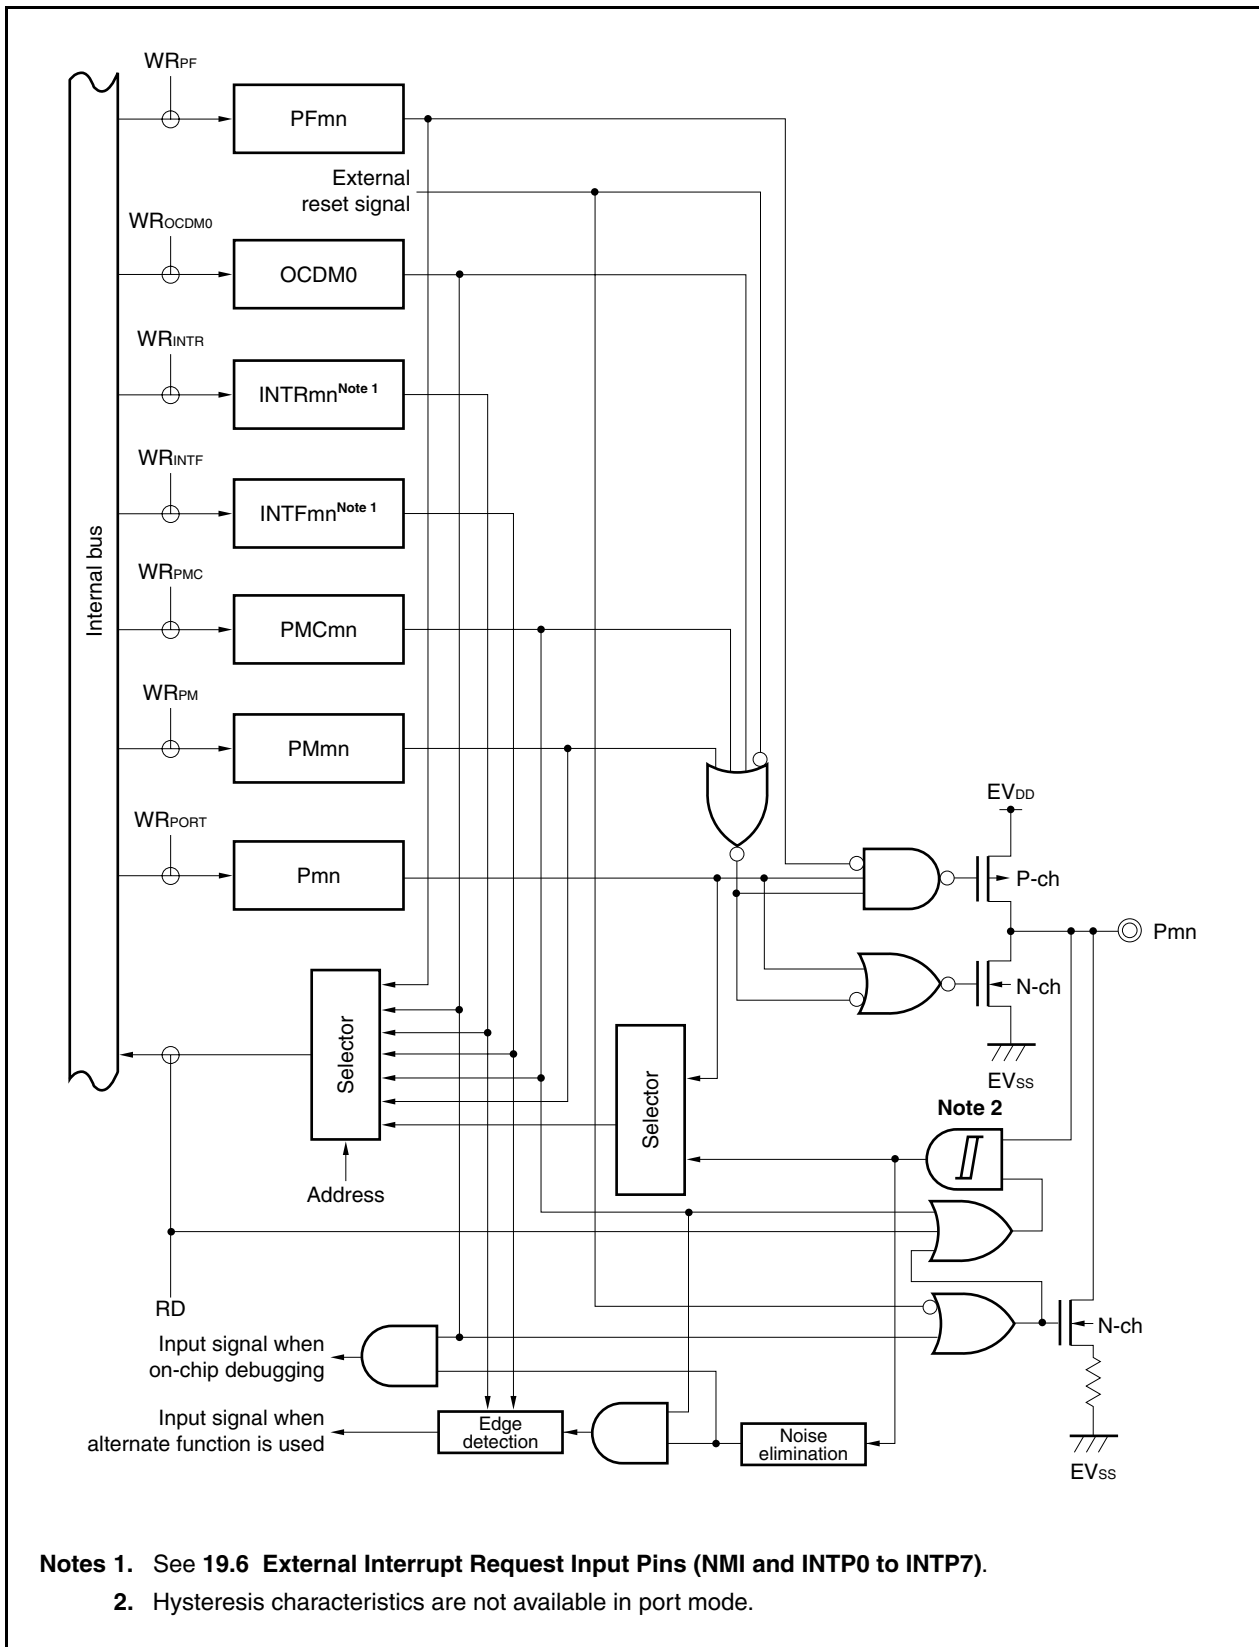 WRPF
PFmn
External
reset signal
WROCDM0
OCDM0
WRINTR
INTRmnNote 1
WRINTF
INTFmnNote 1
Internal bus
WRPMC
PMCmn
WRPM
PMmn
EVDD
WRPORT
Pmn
P-ch
Pmn
N-ch
Selector
Selector
EVSS
Note 2
Address
RD
N-ch
Input signal when
on-chip debugging
Input signal when
alternate function is used
Edge
detection
Noise
elimination
EVSS
Notes 1. See 19.6 External Interrupt Request Input Pins (NMI and INTP0 to INTP7).
2. Hysteresis characteristics are not available in port mode.